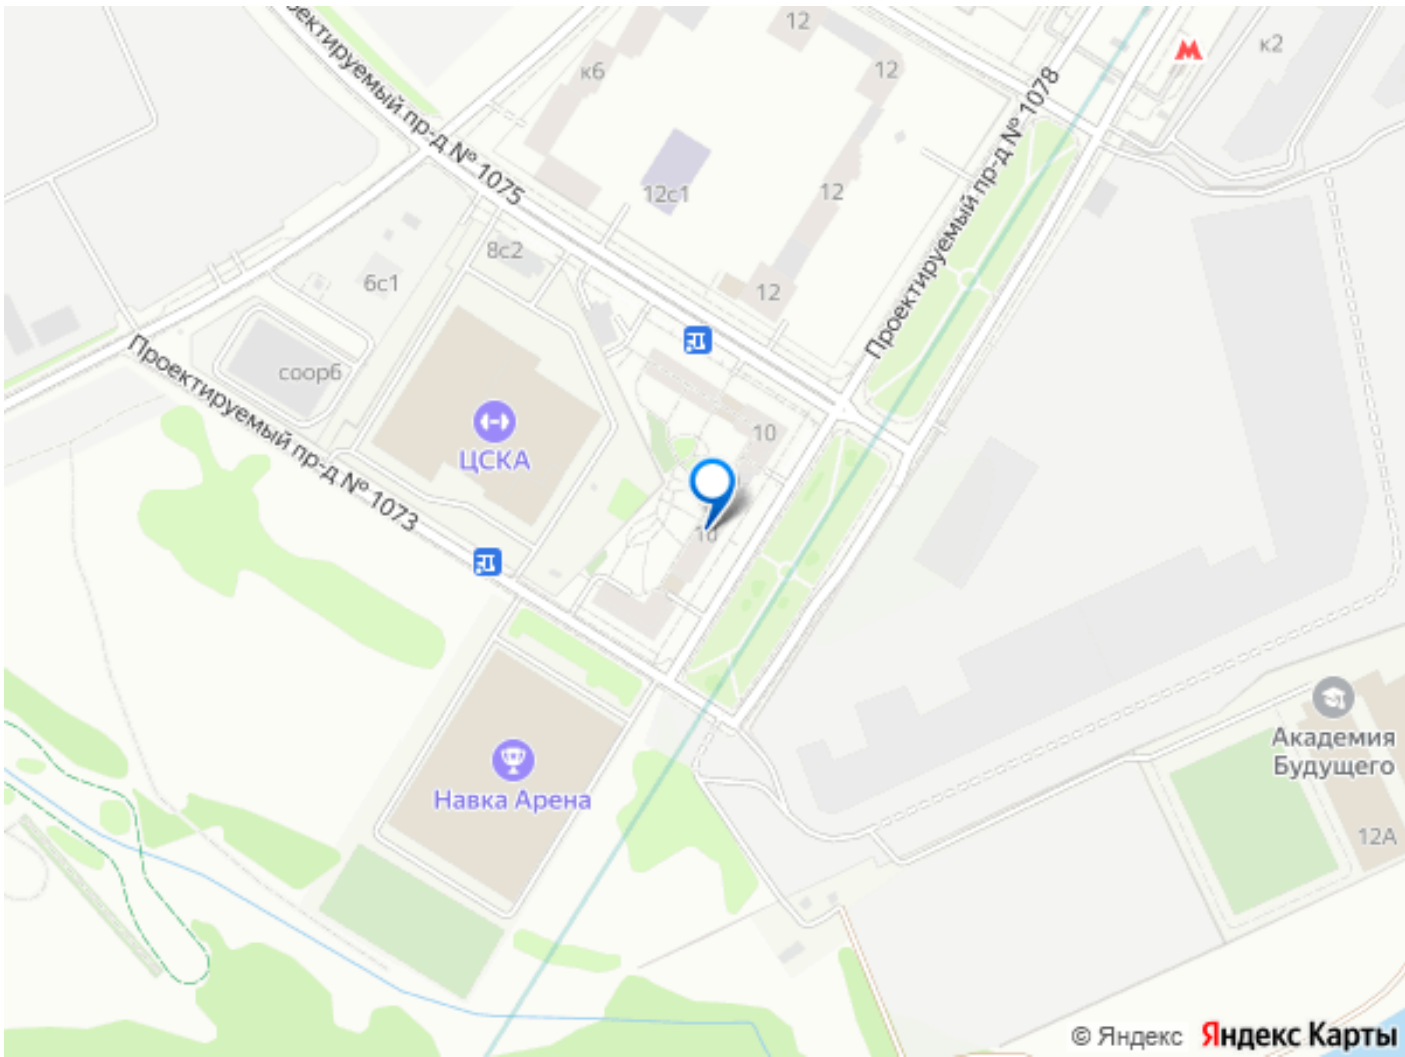 12
к2
к6
12
ектируемый пр-д № 1075
Проектируемый пр-д № 1078
12с1
12
8с2
6с1
12
Проектируемый пр-д № 1073
соор6
10
ЦСКА
10
Академия
Будущего
Навка Арена
12А
© Яндекс Яндекс Карты